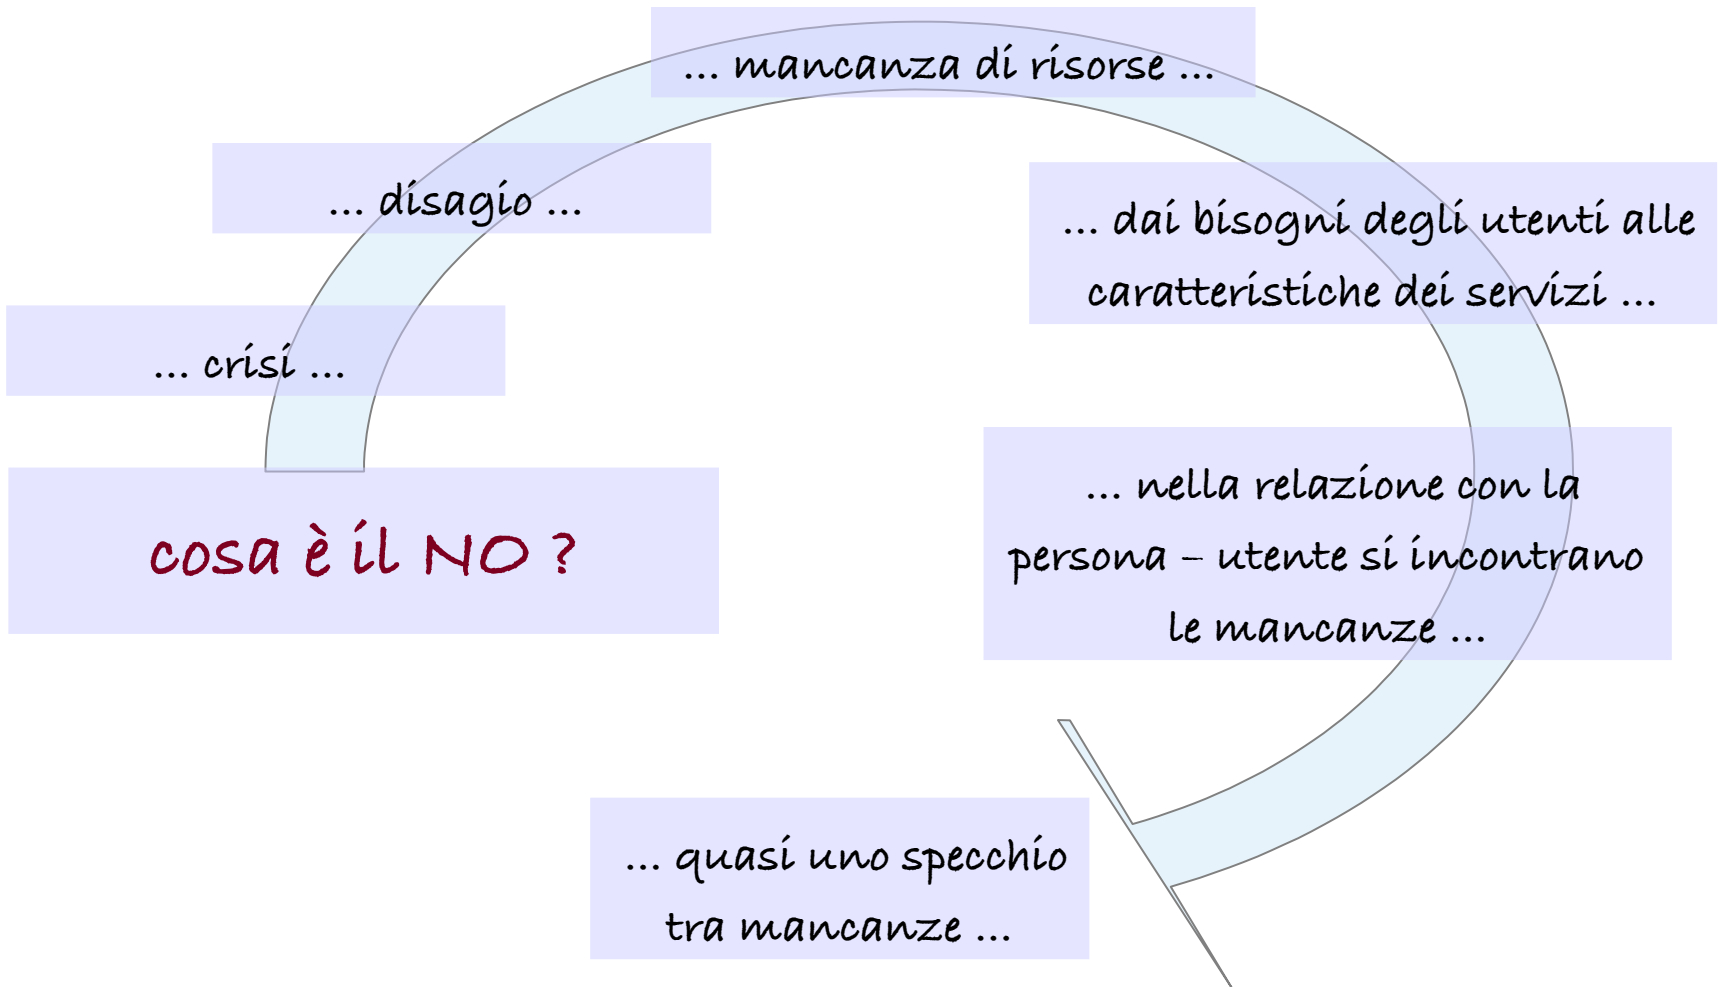 cosa è il NO ?
... crisi ...
... disagio ...
... mancanza di risorse ...
... dai bisogni degli utenti alle
caratteristiche dei servizi ...
... nella relazione con la
persona – utente si incontrano
le mancanze ...
... quasi uno specchio
tra mancanze ...